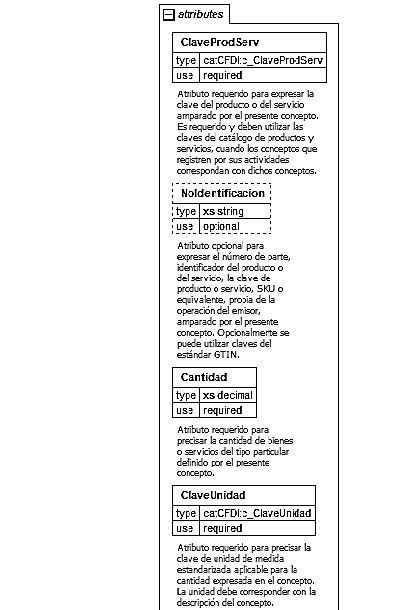 attributes
ClaveProdServ
type catCFDI:c_ClaveProdServ
use required
Atributo requerido para expresar la
clave del producto o del servicio
amparado por el presente concepto.
Es requerido y deben utilizar las
claves del catálogo de productos y
servicios, cuando los conceptos que
registren por sus actividades
correspondan con dichos conceptos.
NoIdentificacion
type xs:string
use optional
Atributo opcional para
expresar el número de parte,
identificador del producto o
del servicio, la clave de
producto o servicio, SKU o
equivalente, propia de la
operación del emisor,
amparado por el presente
concepto. Opcionalmente se
puede utilizar claves del
estándar GTIN.
Cantidad
type xs:decimal
use required
Atributo requerido para
precisar la cantidad de bienes
o servicios del tipo particular
definido por el presente
concepto.
ClaveUnidad
type catCFDI:c_ClaveUnidad
use required
Atributo requerido para precisar la
clave de unidad de medida
estandarizada aplicable para la
cantidad expresada en el concepto.
La unidad debe corresponder con la
descripción del concepto.